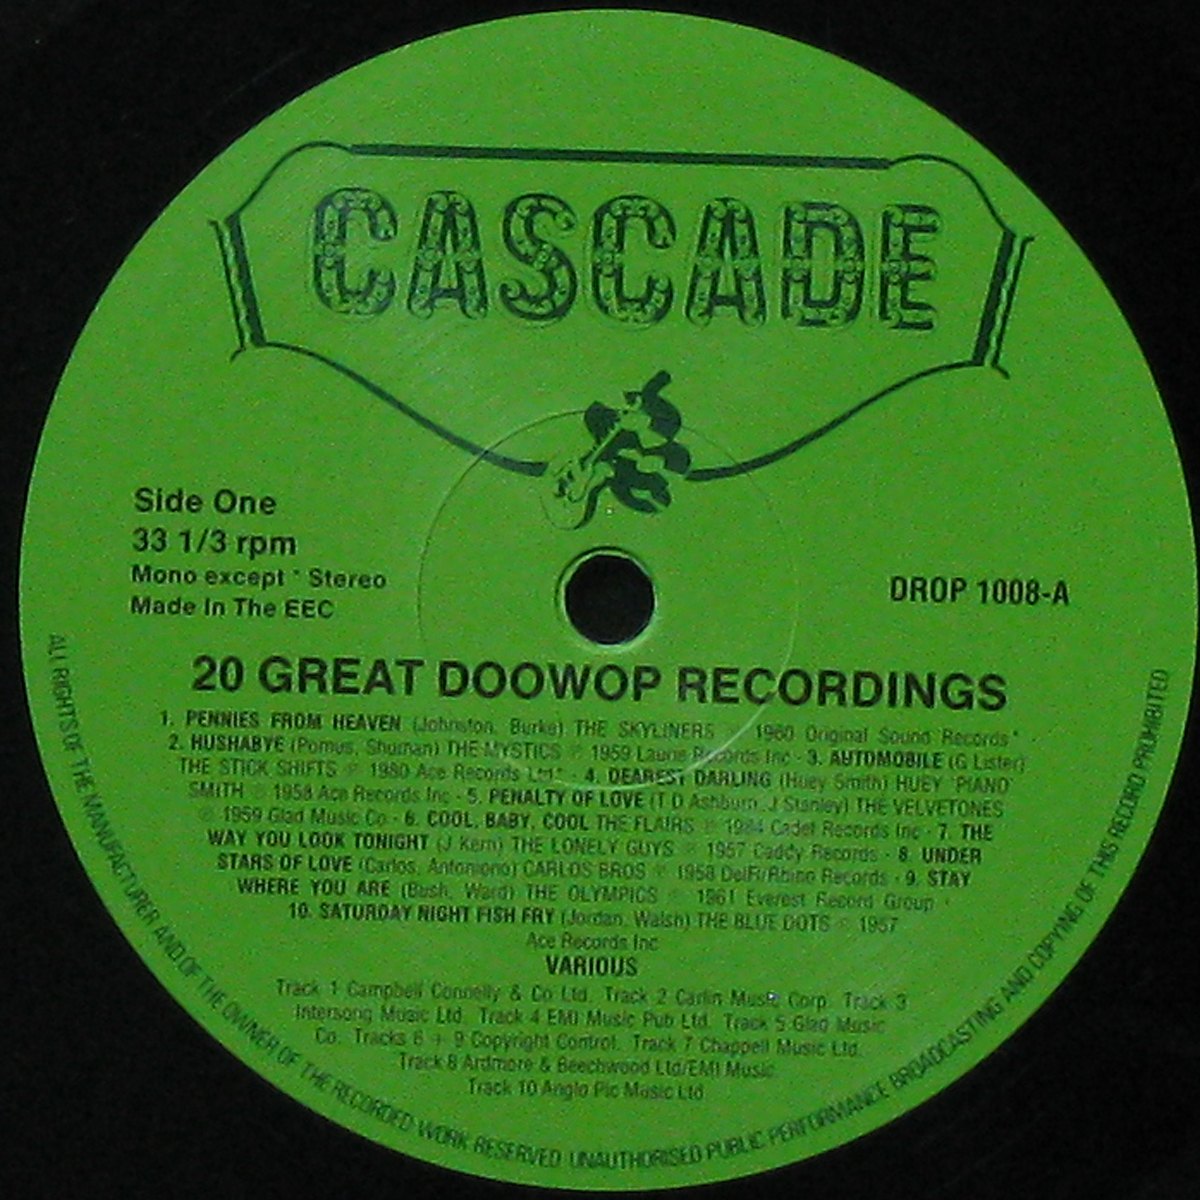 CASCADE
Side One
33 1/3 rpm
Mono except * Stereo
Made In The EEC
DROP 1008-A
20 GREAT DOOWOP RECORDINGS
1. PENNIES FROM HEAVEN (Johnston, Burke) THE SKYLINERS ℗ 1960 Original Sound Records* ·
2. HUSHABYE (Pomus, Shuman) THE MYSTICS ℗ 1959 Laurie Records Inc · 3. AUTOMOBILE (G Lister)
THE STICK SHIFTS ℗ 1980 Ace Records Ltd* · 4. DEAREST DARLING (Huey Smith) HUEY 'PIANO'
SMITH ℗ 1958 Ace Records Inc · 5. PENALTY OF LOVE (T D Ashburn, J Stanley) THE VELVETONES
℗ 1959 Glad Music Co · 6. COOL, BABY, COOL THE FLAIRS ℗ 1984 Cadet Records Inc · 7. THE
WAY YOU LOOK TONIGHT (J Kern) THE LONELY GUYS ℗ 1957 Caddy Records · 8. UNDER
STARS OF LOVE (Carlos, Antoniono) CARLOS BROS ℗ 1958 DelFi/Rhino Records · 9. STAY
WHERE YOU ARE (Bush, Ward) THE OLYMPICS ℗ 1961 Everest Record Group ·
10. SATURDAY NIGHT FISH FRY (Jordan, Walsh) THE BLUE DOTS ℗ 1957
Ace Records Inc
VARIOUS
Track 1 Campbell Connelly & Co Ltd. Track 2 Carlin Music Corp. Track 3
Intersong Music Ltd. Track 4 EMI Music Pub Ltd. Track 5 Glad Music
Co. Tracks 6 + 9 Copyright Control. Track 7 Chappell Music Ltd.
Track 8 Ardmore & Beechwood Ltd/EMI Music.
Track 10 Anglo Pic Music Ltd
ALL RIGHTS OF THE MANUFACTURER AND OF THE OWNER OF THE RECORDED WORK RESERVED UNAUTHORISED PUBLIC PERFORMANCE BROADCASTING AND COPYING OF THIS RECORD PROHIBITED